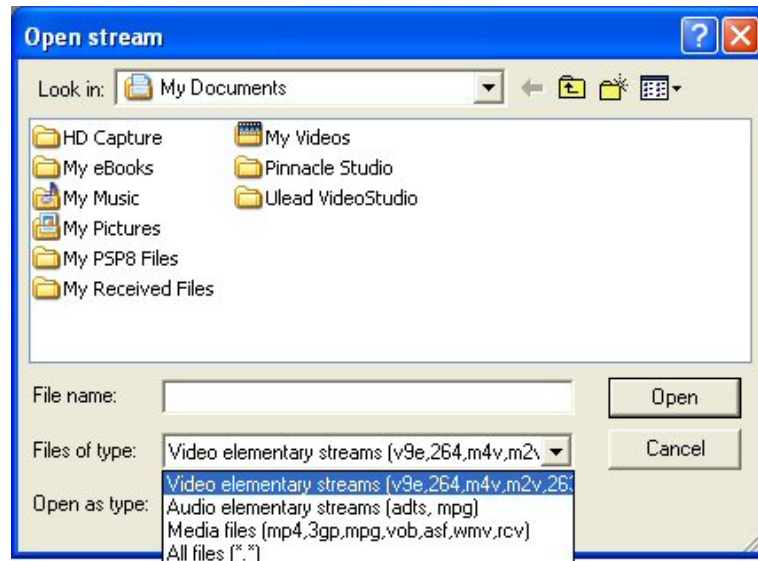 Open stream
Look in: My Documents
HD Capture
My eBooks
My Music
My Pictures
My PSP8 Files
My Received Files
My Videos
Pinnacle Studio
Ulead VideoStudio
File name:
Open
Files of type: Video elementary streams (v9e,264,m4v,m2v
Cancel
Video elementary streams (v9e,264,m4v,m2v,263
Open as type:
Audio elementary streams (adts, mpg)
Media files (mp4,3gp,mpg,vob,asf,wmv,rcv)
All files (*.*)